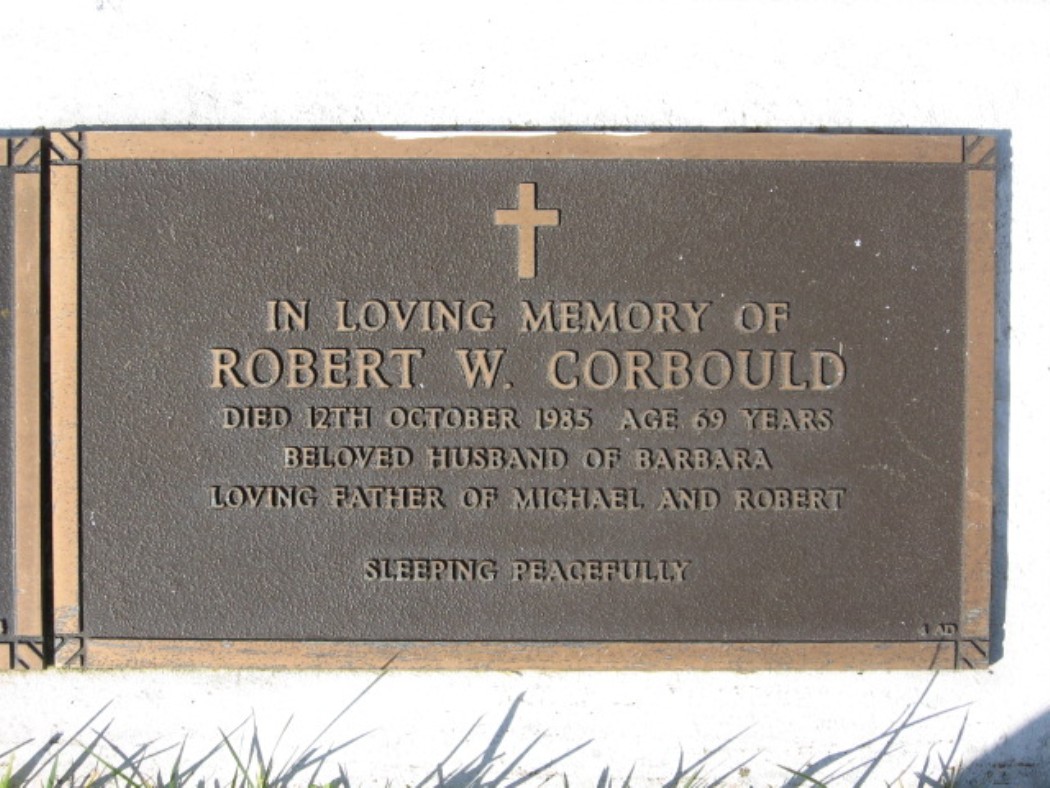 IN LOVING MEMORY OF
ROBERT W. CORBOULD
DIED 12TH OCTOBER 1985 AGE 69 YEARS
BELOVED HUSBAND OF BARBARA
LOVING FATHER OF MICHAEL AND ROBERT
SLEEPING PEACEFULLY